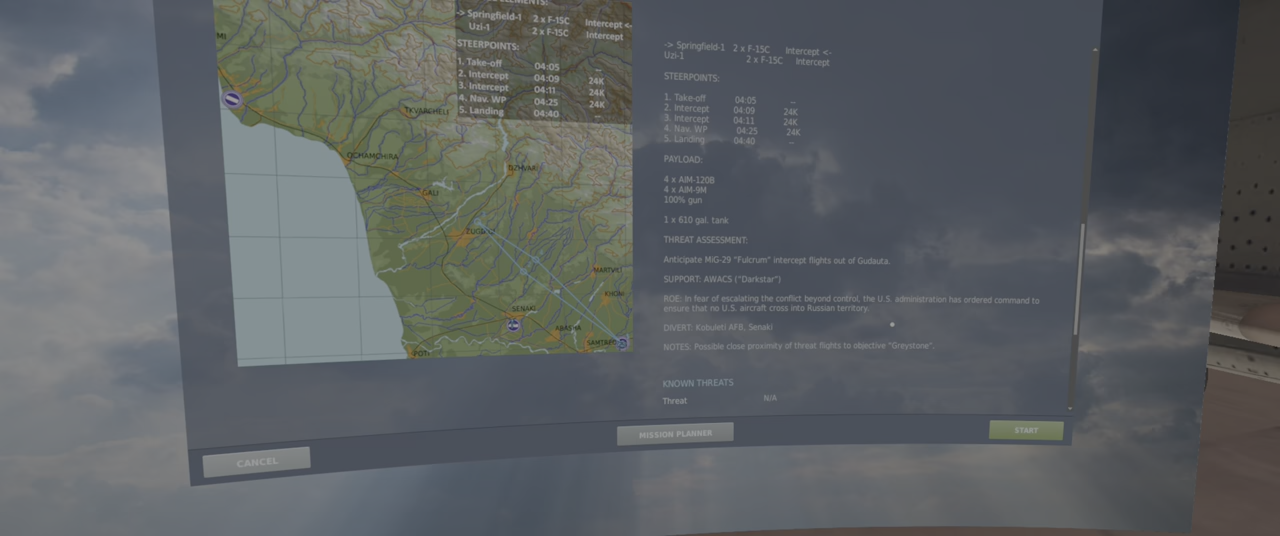 -> Springfield-1 2 x F-15C Intercept <-
Uzi-1 2 x F-15C Intercept
STEERPOINTS:
1. Take-off 04:05 --
2. Intercept 04:09 24K
3. Intercept 04:11 24K
4. Nav. WP 04:25 24K
5. Landing 04:40 --
MI
TKVARCHELI
OCHAMCHIRA
DZHVAR
GALI
ZUGDIDI
MARTVILI
KHONI
SENAKI
ABASHA
POTI
-> Springfield-1 2 x F-15C Intercept <-
Uzi-1 2 x F-15C Intercept
STEERPOINTS:
1. Take-off 04:05 --
2. Intercept 04:09 24K
3. Intercept 04:11 24K
4. Nav. WP 04:25 24K
5. Landing 04:40 --
PAYLOAD:
4 x AIM-120B
4 x AIM-9M
100% gun
1 x 610 gal. tank
THREAT ASSESSMENT:
Anticipate MiG-29 "Fulcrum" intercept flights out of Gudauta.
SUPPORT: AWACS ("Darkstar")
ROE: In fear of escalating the conflict beyond control, the U.S. administration has ordered command to
ensure that no U.S. aircraft cross into Russian territory.
DIVERT: Kobuleti AFB, Senaki
NOTES: Possible close proximity of threat flights to objective "Greystone".
KNOWN THREATS
Threat N/A
CANCEL
MISSION PLANNER
START